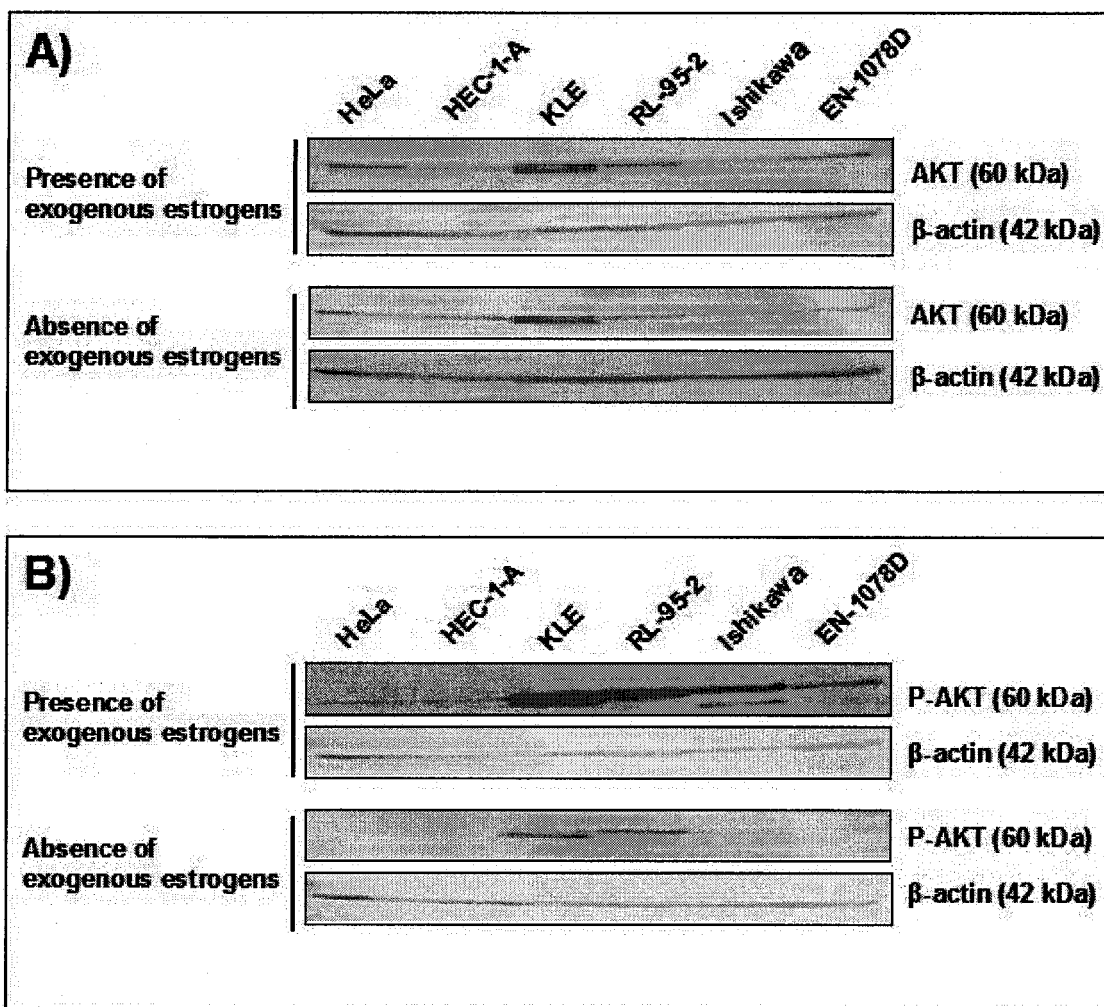 A)
HeLa HEC-1-A KLE RL-95-2 Ishikawa EN-1078D
Presence of
exogenous estrogens
AKT (60 kDa)
β-actin (42 kDa)
Absence of
exogenous estrogens
AKT (60 kDa)
β-actin (42 kDa)
B)
HeLa HEC-1-A KLE RL-95-2 Ishikawa EN-1078D
Presence of
exogenous estrogens
P-AKT (60 kDa)
β-actin (42 kDa)
Absence of
exogenous estrogens
P-AKT (60 kDa)
β-actin (42 kDa)